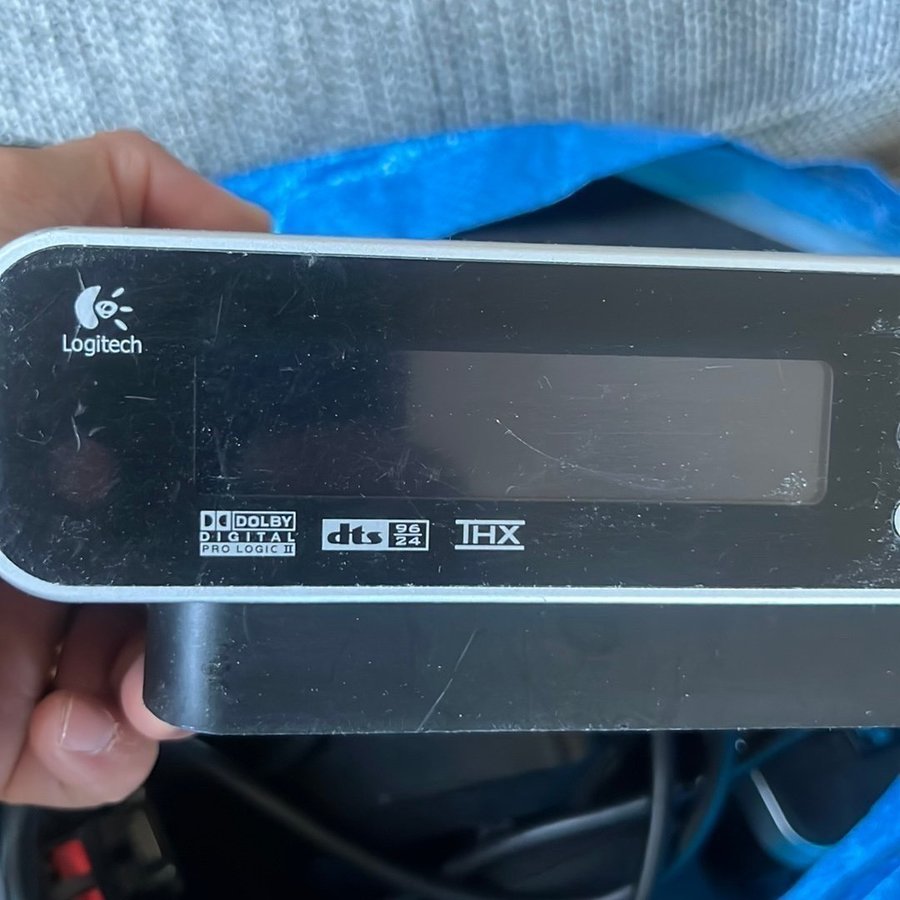 Logitech
DOLBY
DIGITAL
PRO LOGIC II
dts 96
24
THX